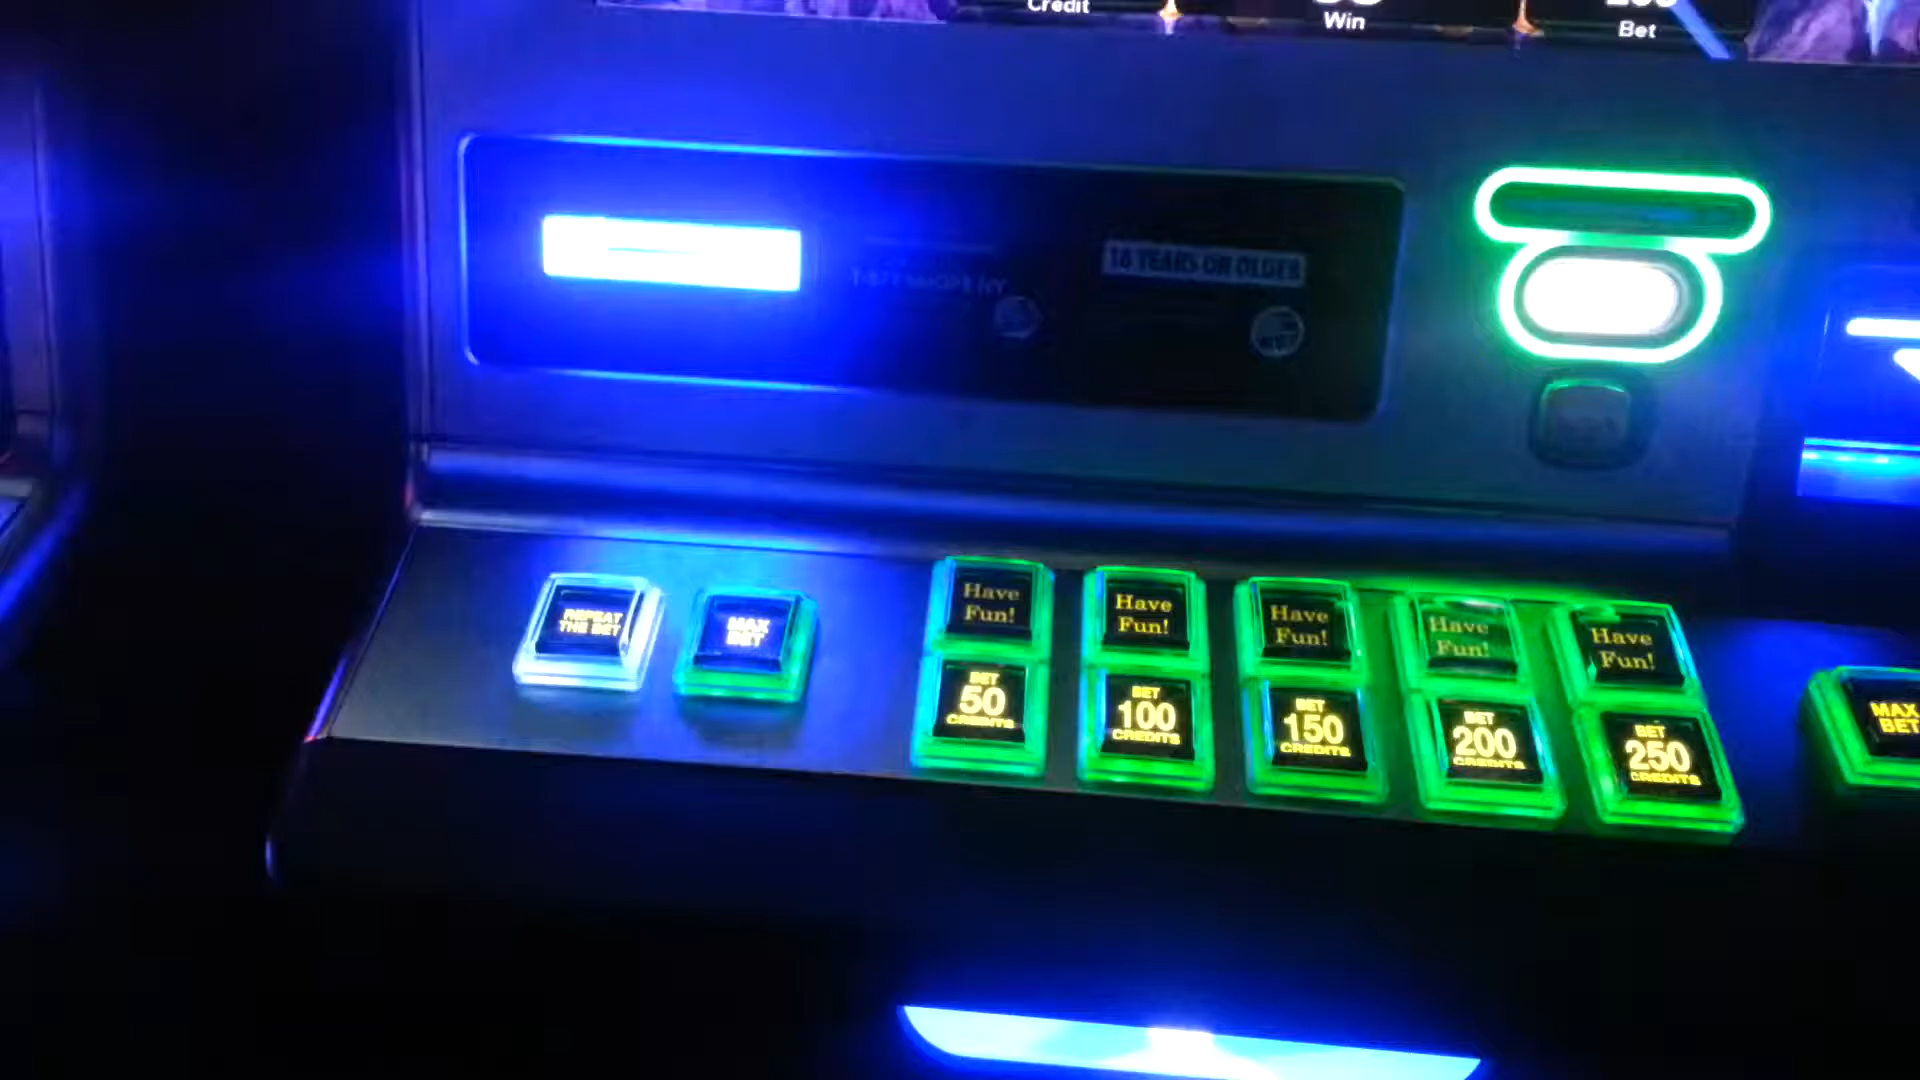 Credit
Win
Bet
18 YEARS OR OLDER
REPEAT
THE BET
MAX
BET
Have
Fun!
Have
Fun!
Have
Fun!
Have
Fun!
Have
Fun!
BET
50
CREDITS
BET
100
CREDITS
BET
150
CREDITS
BET
200
CREDITS
BET
250
CREDITS
MAX
BET